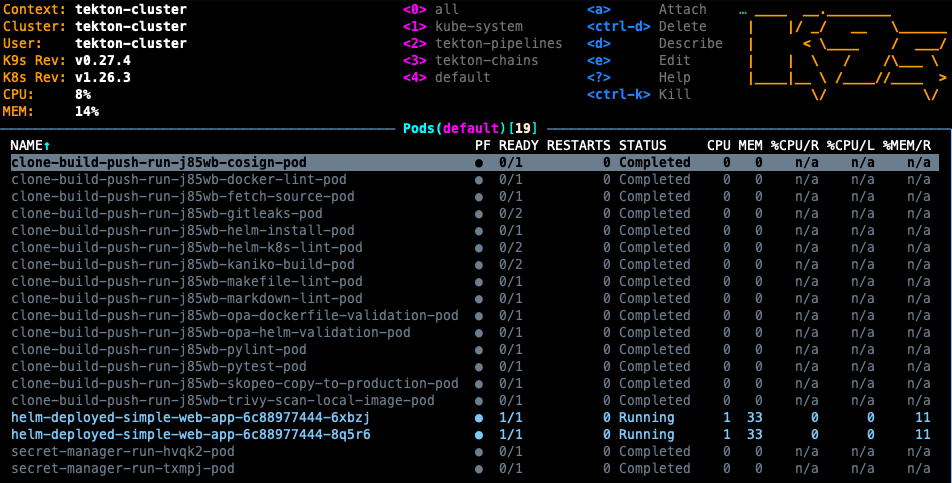 Context: tekton-cluster <0> all <a> Attach …
Cluster: tekton-cluster <1> kube-system <ctrl-d> Delete
User: tekton-cluster <2> tekton-pipelines <d> Describe
K9s Rev: v0.27.4 <3> tekton-chains <e> Edit
K8s Rev: v1.26.3 <4> default <?> Help
CPU: 8% <ctrl-k> Kill
MEM: 14%
Pods(default)[19]
NAME↑ PF READY RESTARTS STATUS CPU MEM %CPU/R %CPU/L %MEM/R
clone-build-push-run-j85wb-cosign-pod ● 0/1 0 Completed 0 0 n/a n/a n/a
clone-build-push-run-j85wb-docker-lint-pod ● 0/1 0 Completed 0 0 n/a n/a n/a
clone-build-push-run-j85wb-fetch-source-pod ● 0/1 0 Completed 0 0 n/a n/a n/a
clone-build-push-run-j85wb-gitleaks-pod ● 0/2 0 Completed 0 0 n/a n/a n/a
clone-build-push-run-j85wb-helm-install-pod ● 0/1 0 Completed 0 0 n/a n/a n/a
clone-build-push-run-j85wb-helm-k8s-lint-pod ● 0/2 0 Completed 0 0 n/a n/a n/a
clone-build-push-run-j85wb-kaniko-build-pod ● 0/2 0 Completed 0 0 n/a n/a n/a
clone-build-push-run-j85wb-makefile-lint-pod ● 0/1 0 Completed 0 0 n/a n/a n/a
clone-build-push-run-j85wb-markdown-lint-pod ● 0/1 0 Completed 0 0 n/a n/a n/a
clone-build-push-run-j85wb-opa-dockerfile-validation-pod ● 0/1 0 Completed 0 0 n/a n/a n/a
clone-build-push-run-j85wb-opa-helm-validation-pod ● 0/1 0 Completed 0 0 n/a n/a n/a
clone-build-push-run-j85wb-pylint-pod ● 0/1 0 Completed 0 0 n/a n/a n/a
clone-build-push-run-j85wb-pytest-pod ● 0/1 0 Completed 0 0 n/a n/a n/a
clone-build-push-run-j85wb-skopeo-copy-to-production-pod ● 0/1 0 Completed 0 0 n/a n/a n/a
clone-build-push-run-j85wb-trivy-scan-local-image-pod ● 0/1 0 Completed 0 0 n/a n/a n/a
helm-deployed-simple-web-app-6c88977444-6xbzj ● 1/1 0 Running 1 33 0 0 11
helm-deployed-simple-web-app-6c88977444-8q5r6 ● 1/1 0 Running 1 33 0 0 11
secret-manager-run-hvqk2-pod ● 0/1 0 Completed 0 0 n/a n/a n/a
secret-manager-run-txmpj-pod ● 0/1 0 Completed 0 0 n/a n/a n/a